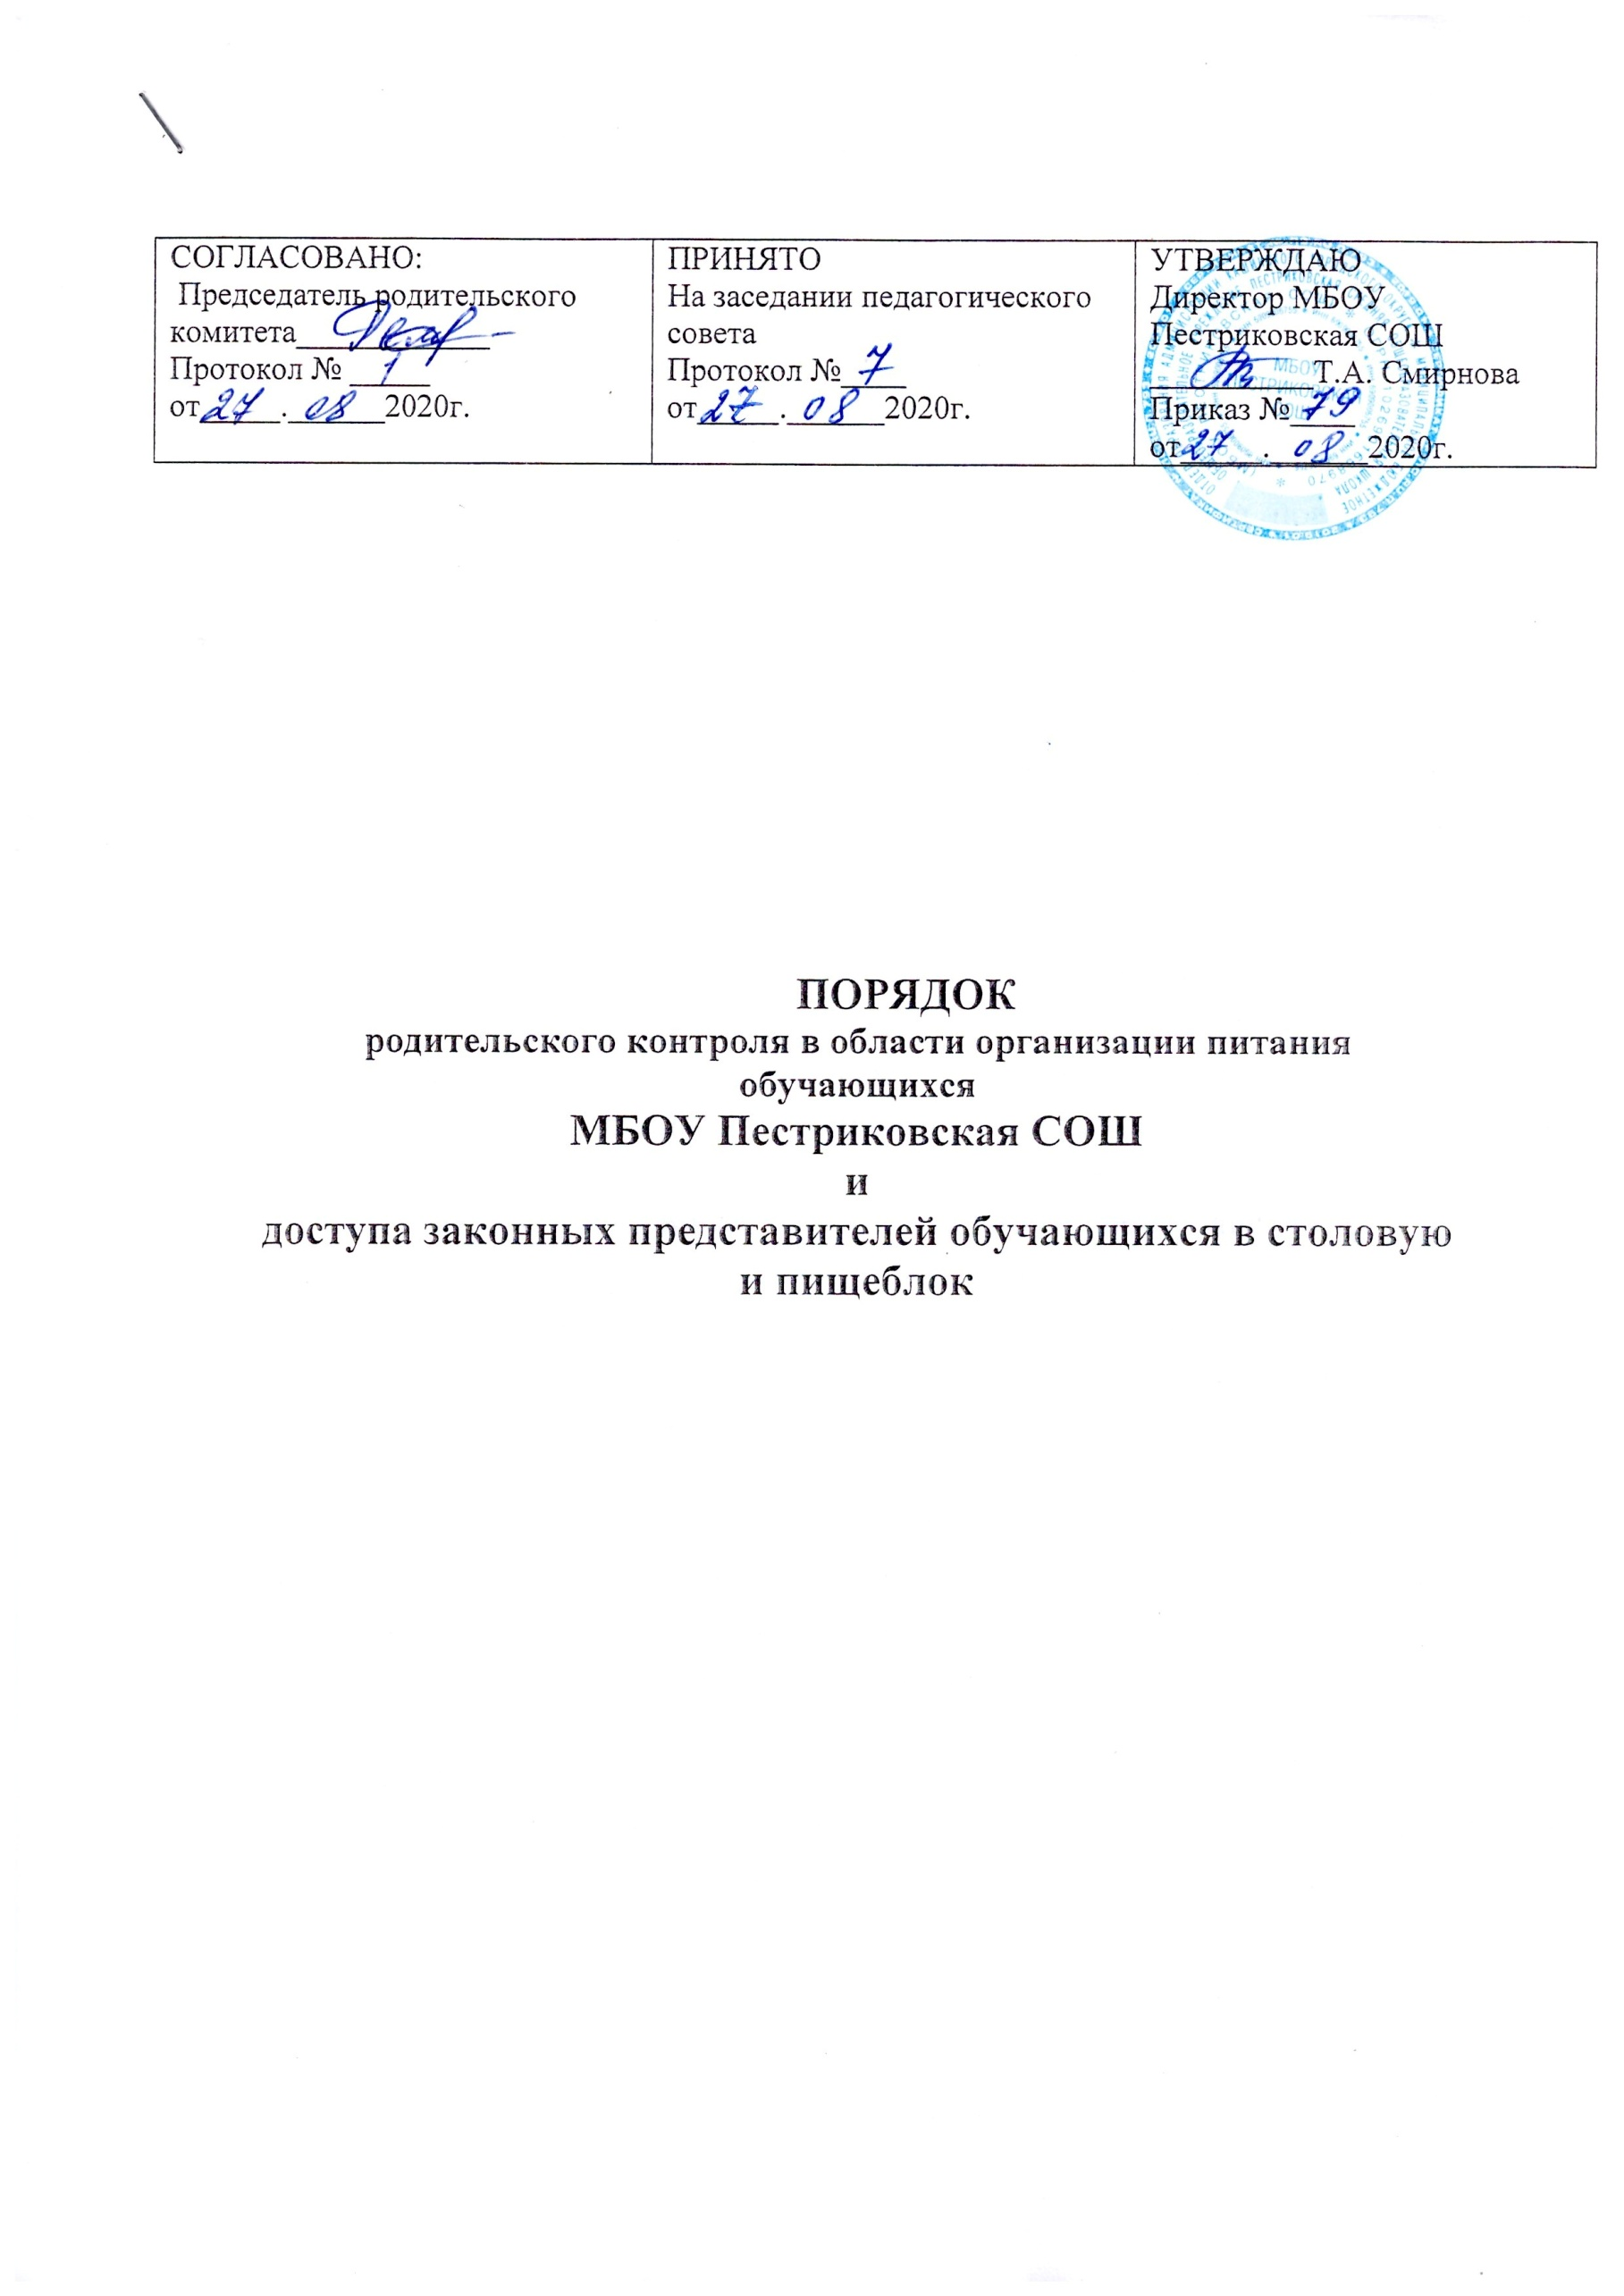 СОГЛАСОВАНО:
Председатель родительского
комитета____________
Протокол № 1
от 27.08 2020г.
ПРИНЯТО
На заседании педагогического
совета
Протокол № 7
от 27.08 2020г.
УТВЕРЖДАЮ
Директор МБОУ
Пестриковская СОШ
__________Т.А. Смирнова
Приказ № 79
от 27.08 2020г.
ПОРЯДОК
родительского контроля в области организации питания
обучающихся
МБОУ Пестриковская СОШ
и
доступа законных представителей обучающихся в столовую
и пищеблок